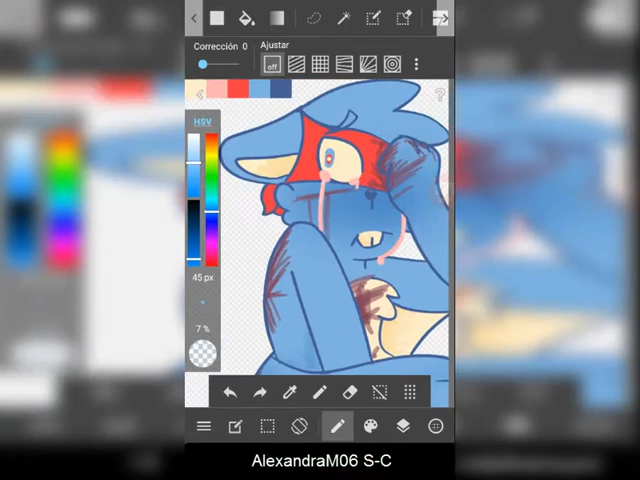 Corrección 0
Ajustar
off
HSV
45 px
7 %
AlexandraM06 S-C